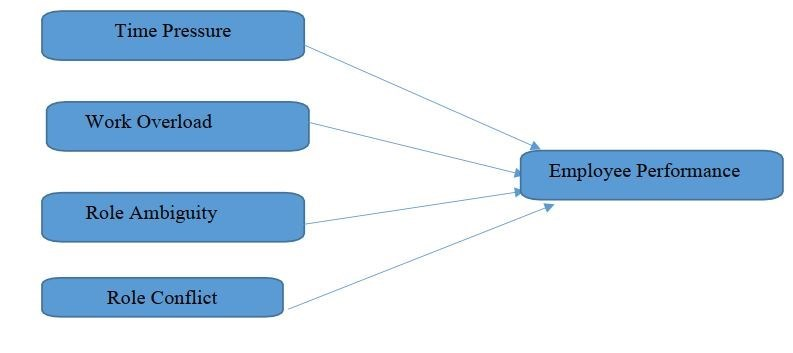 Time Pressure
Work Overload
Employee Performance
Role Ambiguity
Role Conflict